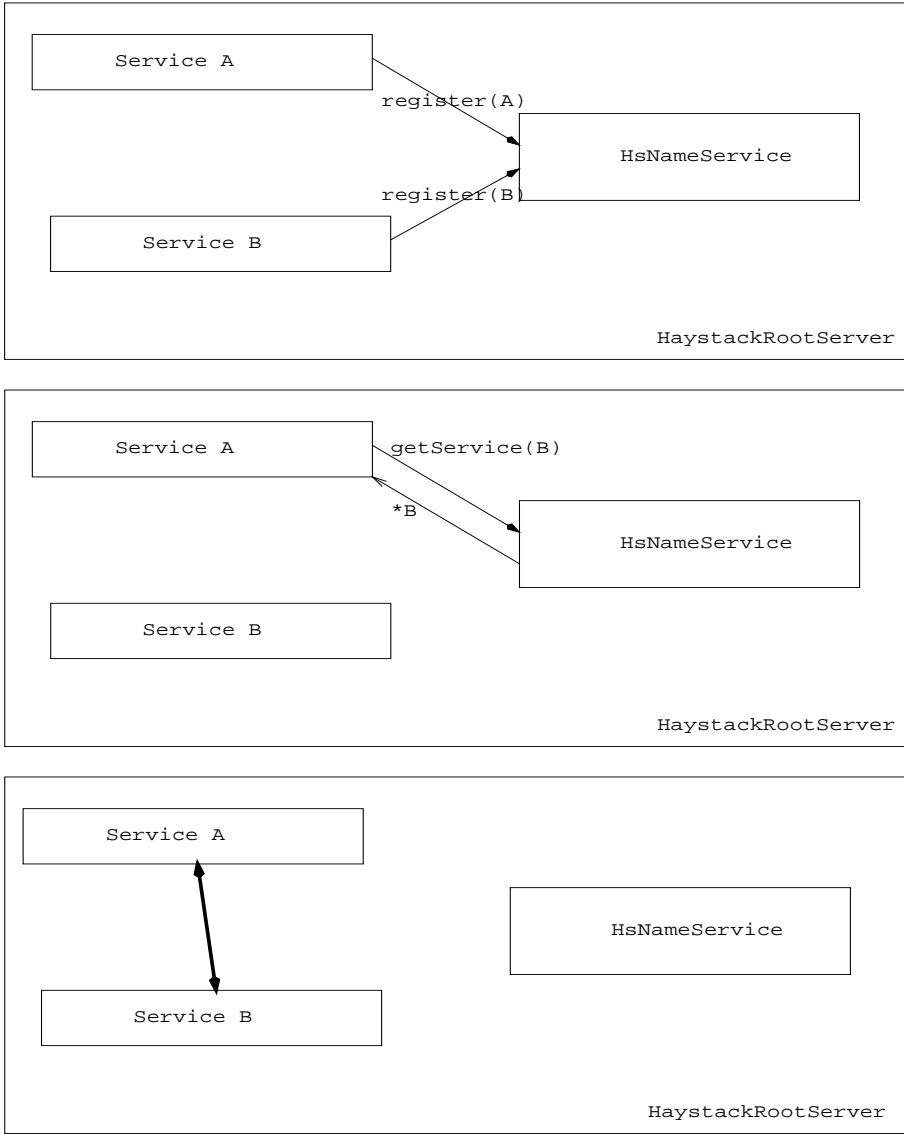 Service A
register(A)
HsNameService
register(B)
Service B
HaystackRootServer
Service A
getService(B)
*B
HsNameService
Service B
HaystackRootServer
Service A
HsNameService
Service B
HaystackRootServer